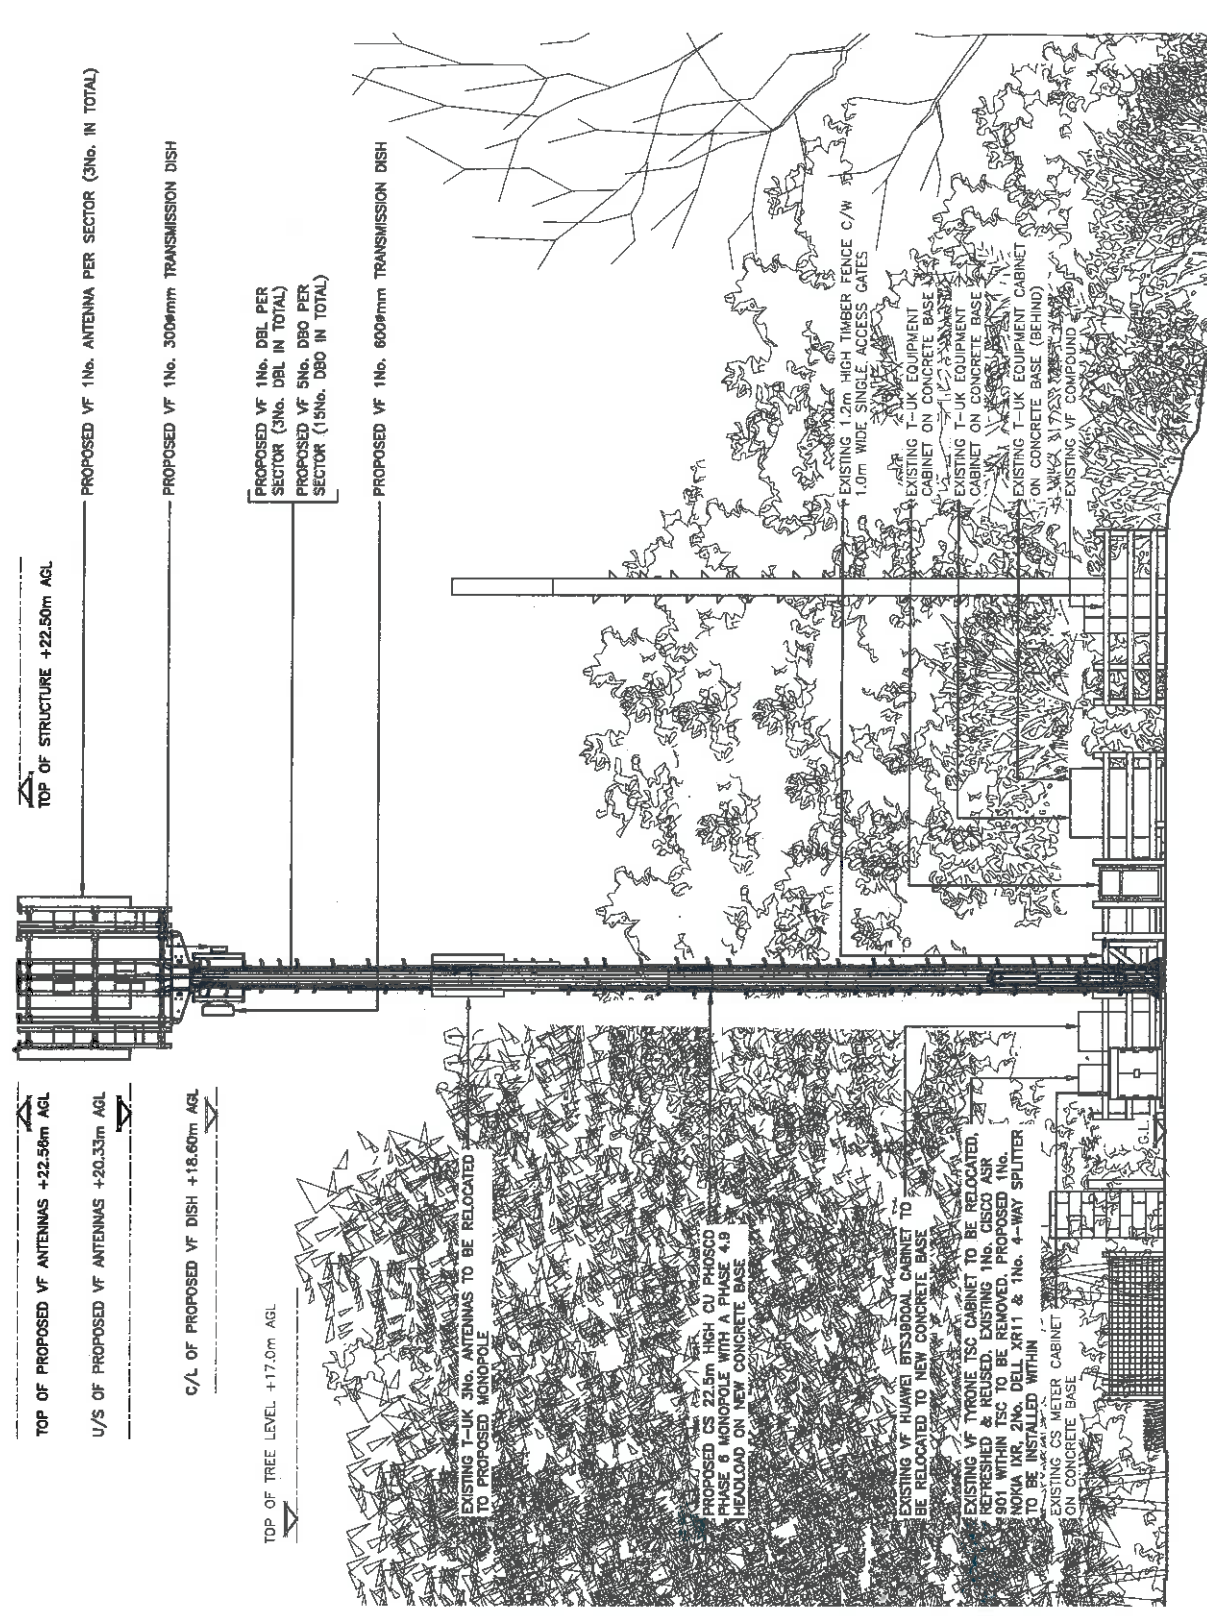 TOP OF STRUCTURE +22.50m AGL
PROPOSED VF 1No. ANTENNA PER SECTOR (3No. IN TOTAL)
PROPOSED VF 1No. 300ømm TRANSMISSION DISH
PROPOSED VF 1No. DBL PER
SECTOR (3No. DBL IN TOTAL)
PROPOSED VF 5No. DBO PER
SECTOR (15No. DBO IN TOTAL)
PROPOSED VF 1No. 600ømm TRANSMISSION DISH
EXISTING 1.2m HIGH TIMBER FENCE C/W
1.0m WIDE SINGLE ACCESS GATES
EXISTING T-UK EQUIPMENT
CABINET ON CONCRETE BASE
EXISTING T-UK EQUIPMENT
CABINET ON CONCRETE BASE
EXISTING T-UK EQUIPMENT CABINET
ON CONCRETE BASE (BEHIND)
EXISTING VF COMPOUND
TOP OF PROPOSED VF ANTENNAS +22.56m AGL
U/S OF PROPOSED VF ANTENNAS +20.33m AGL
C/L OF PROPOSED VF DISH +18.60m AGL
TOP OF TREE LEVEL +17.0m AGL
EXISTING T-UK 3No. ANTENNAS TO BE RELOCATED
TO PROPOSED MONOPOLE
PROPOSED CS 22.5m HIGH CU PHOSCO
PHASE 6 MONOPOLE WITH A PHASE 4.9
HEADLOAD ON NEW CONCRETE BASE
EXISTING VF HUAWEI BTS3900AL CABINET TO
BE RELOCATED TO NEW CONCRETE BASE
EXISTING VF TYRONE TSC CABINET TO BE RELOCATED,
REFRESHED & REUSED. EXISTING 1No. CISCO ASR
901 WITHIN TSC TO BE REMOVED. PROPOSED 1No.
NOKIA IXR, 2No. DELL XR11 & 1No. 4-WAY SPLITTER
TO BE INSTALLED WITHIN
EXISTING CS METER CABINET
ON CONCRETE BASE
G.L.